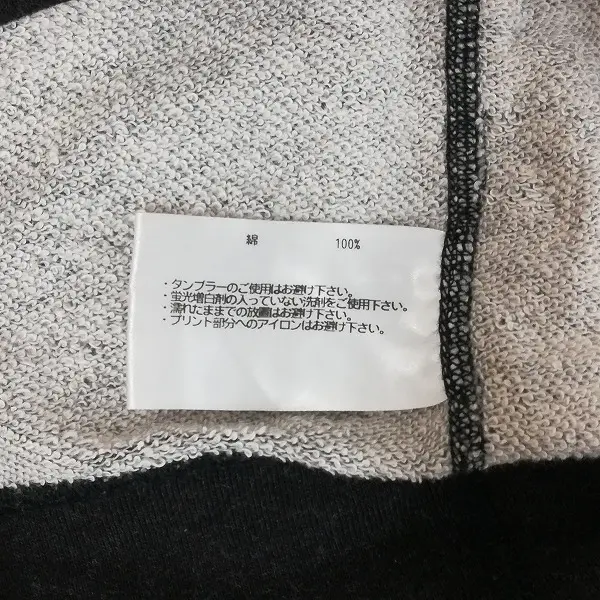 綿 100%
・タンブラーのご使用はお避け下さい。
・蛍光増白剤の入っていない洗剤をご使用下さい。
・濡れたままでの放置はお避け下さい。
・プリント部分へのアイロンはお避け下さい。